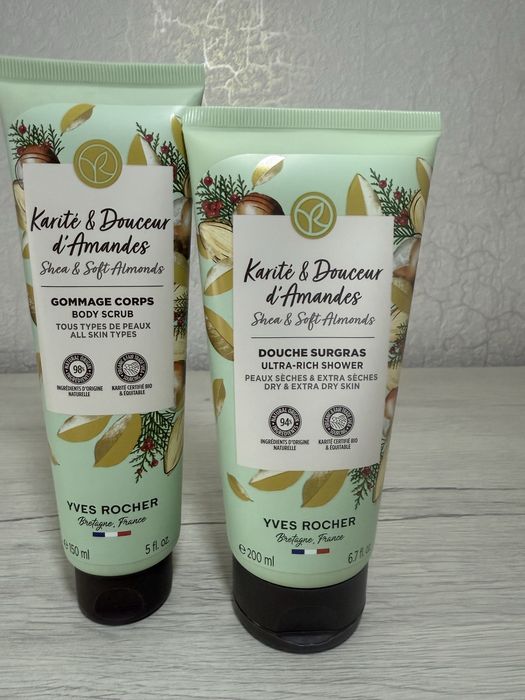 Karité & Douceur
d'Amandes
Shea & Soft Almonds
GOMMAGE CORPS
BODY SCRUB
TOUS TYPES DE PEAUX
ALL SKIN TYPES
98%
INGRÉDIENTS D'ORIGINE
NATURELLE
KARITÉ CERTIFIÉ BIO
& ÉQUITABLE
YVES ROCHER
Bretagne, France
e 150 ml
5 fl. oz.
Karité & Douceur
d'Amandes
Shea & Soft Almonds
DOUCHE SURGRAS
ULTRA-RICH SHOWER
PEAUX SÈCHES & EXTRA SÈCHES
DRY & EXTRA DRY SKIN
94%
INGRÉDIENTS D'ORIGINE
NATURELLE
KARITÉ CERTIFIÉ BIO
& ÉQUITABLE
YVES ROCHER
Bretagne, France
e 200 ml
6.7 fl. oz